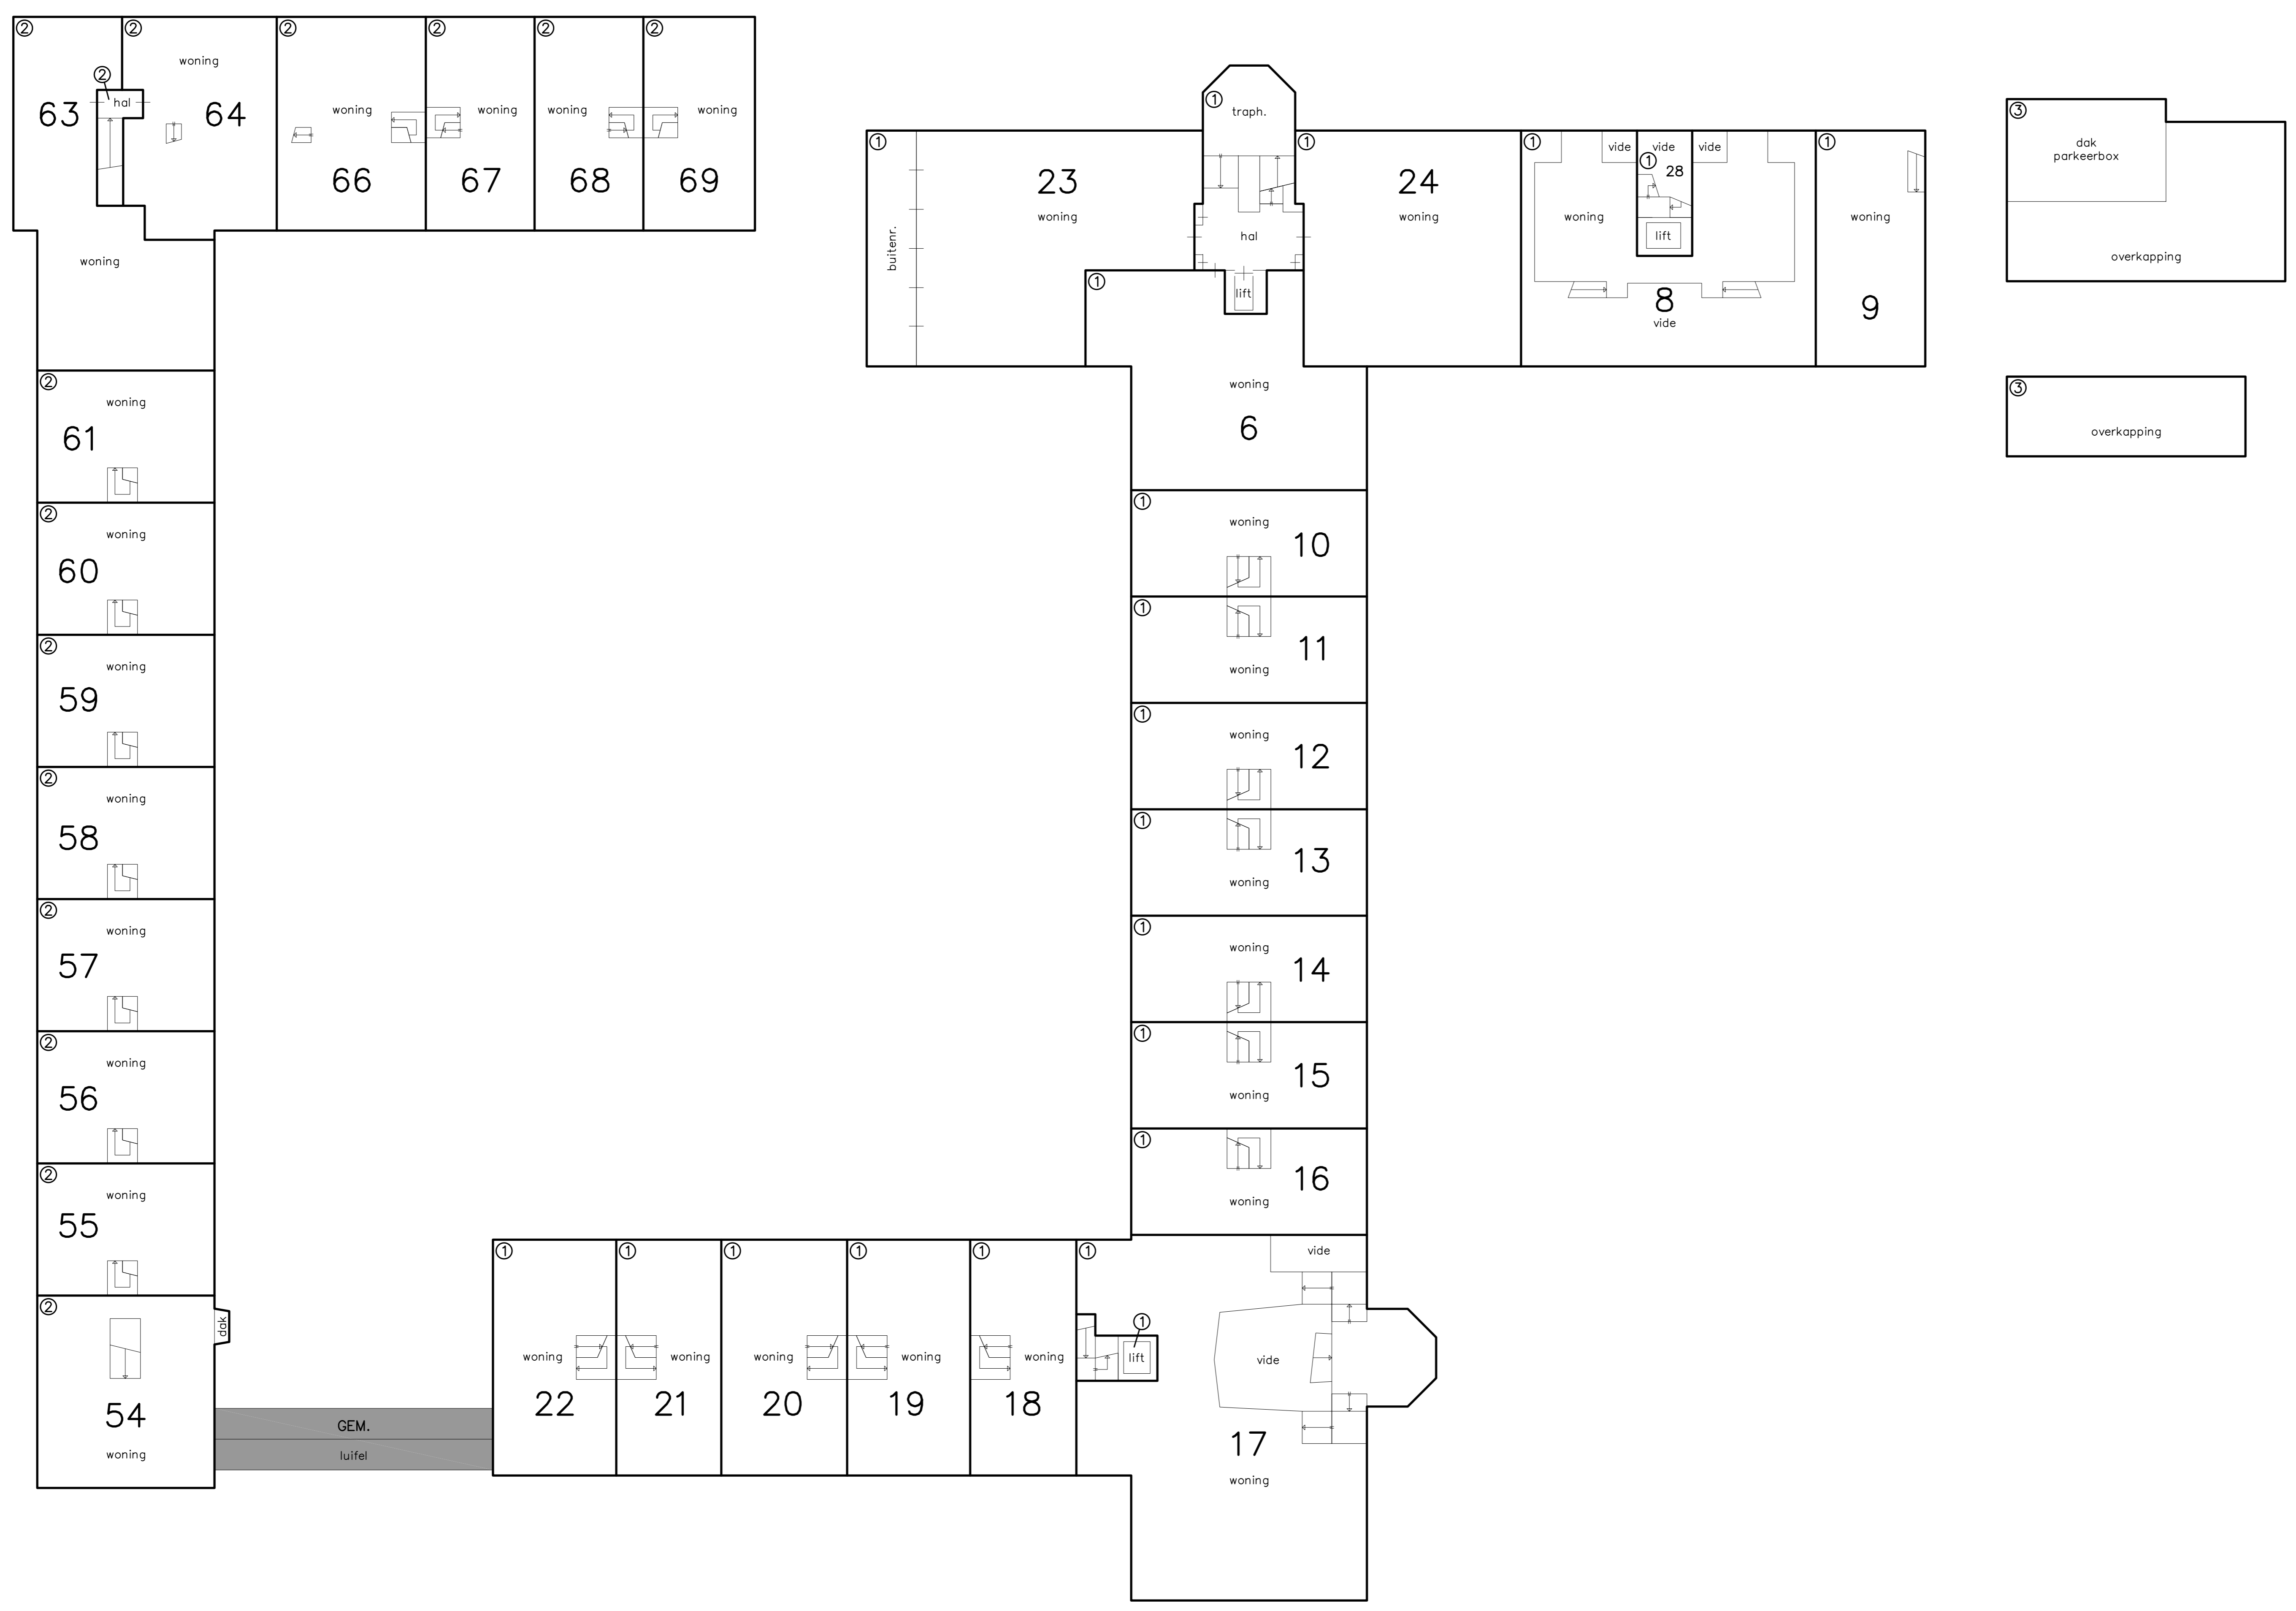 ② ② ② ② ② ②
woning
②
hal
63 64
woning woning woning woning
66 67 68 69
woning
②
woning
61
②
woning
60
②
woning
59
②
woning
58
②
woning
57
②
woning
56
②
woning
55
②
dak
54
woning
GEM.
luifel
①
traph.
① ① ① ①
buitenr.
23
woning
hal
24
woning
vide vide vide
①
28
woning
lift
8
vide
woning
9
①
lift
woning
6
①
woning
10
①
11
woning
①
woning
12
①
13
woning
①
woning
14
①
15
woning
①
16
woning
① ① ① ① ① ①
vide
①
woning woning woning woning woning lift vide
22 21 20 19 18
17
woning
③
dak
parkeerbox
overkapping
③
overkapping